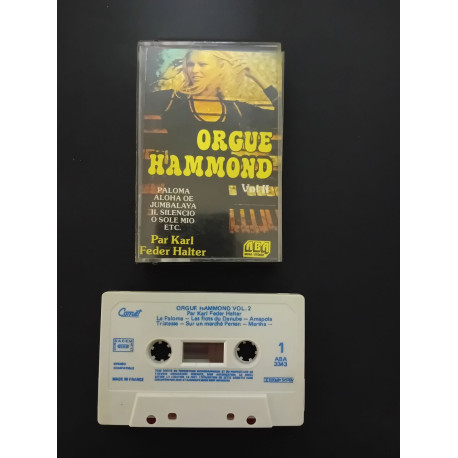 ORGUE
HAMMOND
Vol II
PALOMA
ALOHA OE
JUMBALAYA
IL SILENCIO
O SOLE MIO
ETC.
Par Karl
Feder Halter
ABA
Comet
ORGUE HAMMOND VOL. 2
Par Karl Feder Halter
La Paloma — Les flots du Danube — Amapola
Tristesse — Sur un marché Persan — Martha —
1
ABA
3343
STEREO
MADE IN FRANCE